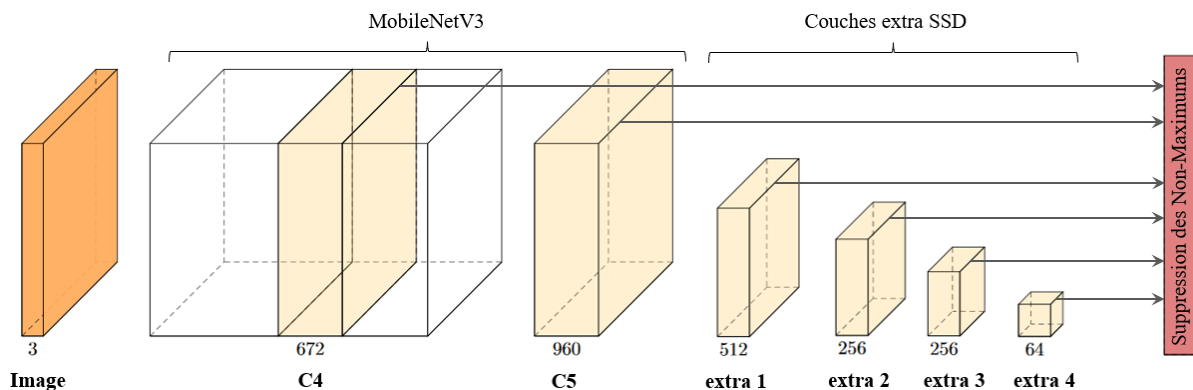 MobileNetV3
Couches extra SSD
Suppression des Non-Maximums
3
672
960
512
256
256
64
Image
C4
C5
extra 1
extra 2
extra 3
extra 4